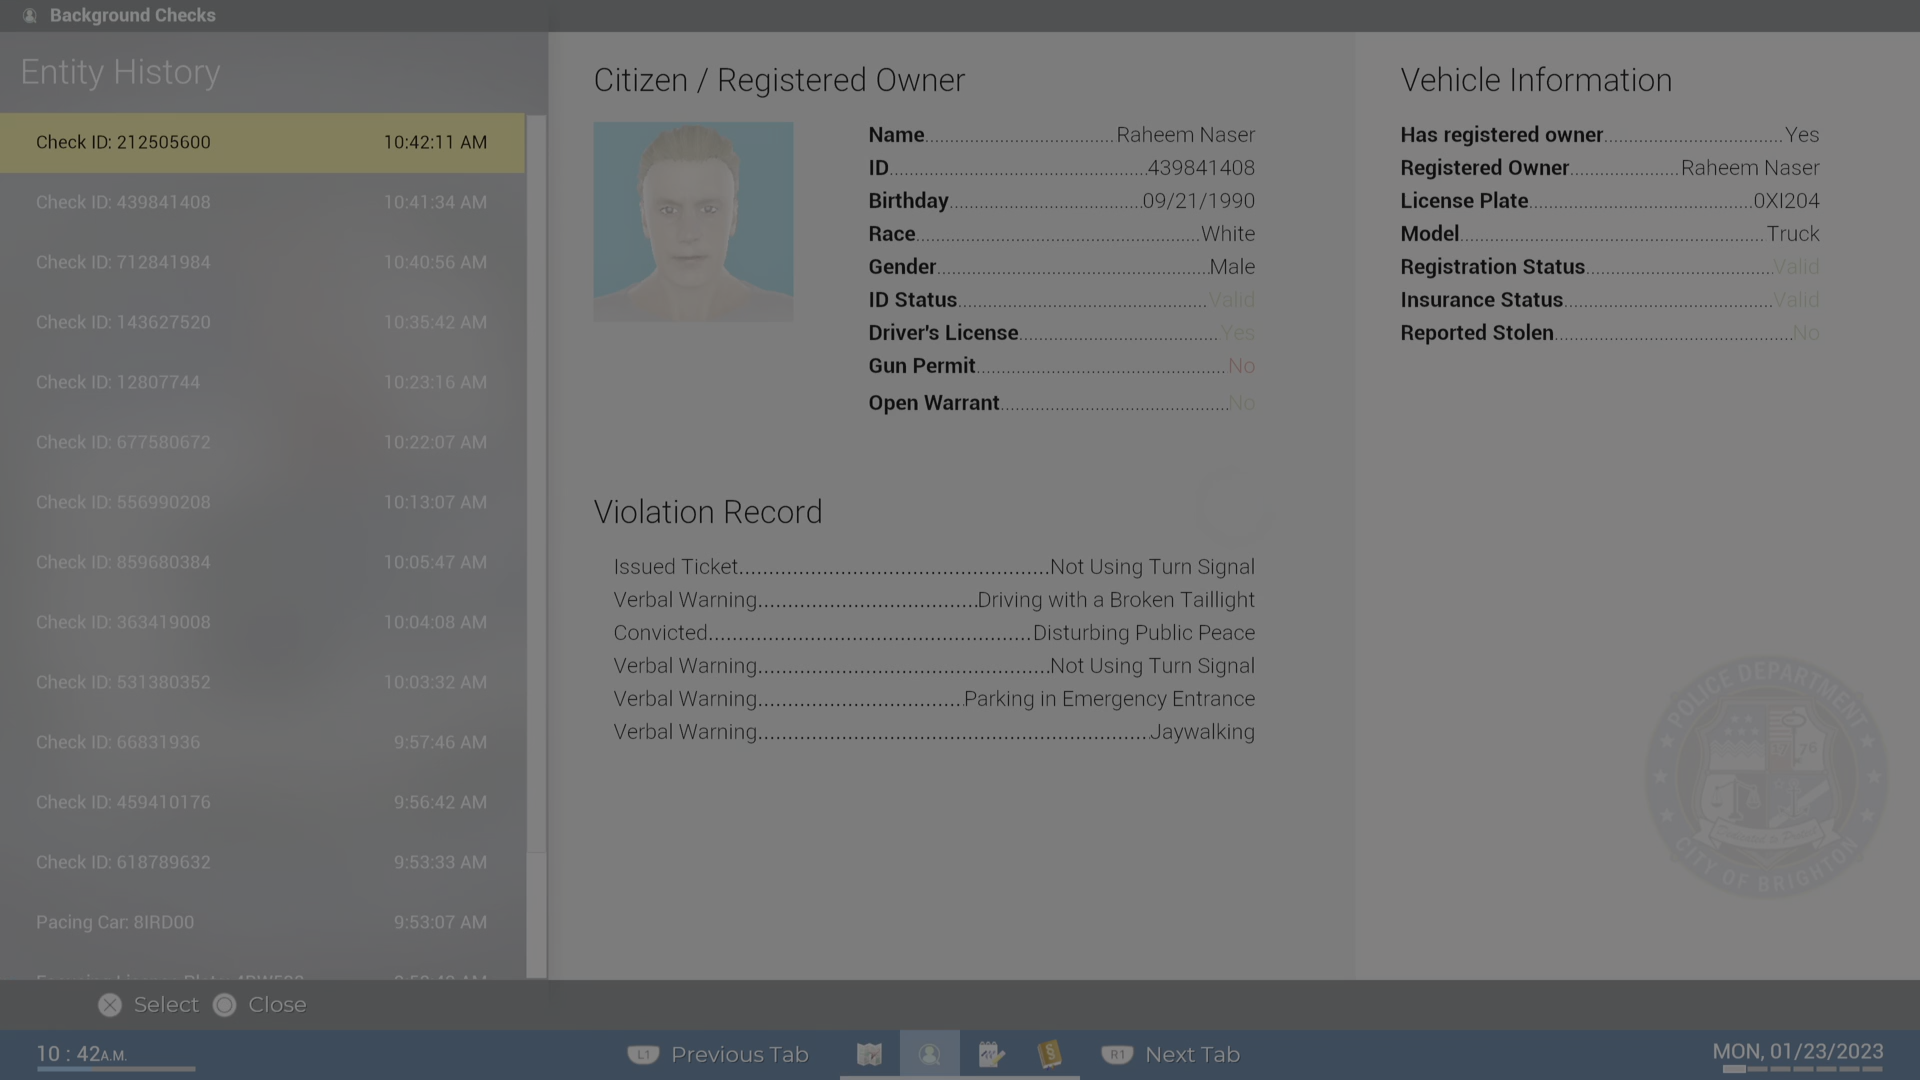 Background Checks
Entity History
Check ID: 212505600 10:42:11 AM
Check ID: 439841408 10:41:34 AM
Check ID: 712841984 10:40:56 AM
Check ID: 143627520 10:35:42 AM
Check ID: 12807744 10:23:16 AM
Check ID: 677580672 10:22:07 AM
Check ID: 556990208 10:13:07 AM
Check ID: 859680384 10:05:47 AM
Check ID: 363419008 10:04:08 AM
Check ID: 531380352 10:03:32 AM
Check ID: 66831936 9:57:46 AM
Check ID: 459410176 9:56:42 AM
Check ID: 618789632 9:53:33 AM
Pacing Car: 8IRD00 9:53:07 AM
Citizen / Registered Owner
Name Raheem Naser
ID 439841408
Birthday 09/21/1990
Race White
Gender Male
ID Status Valid
Driver's License Yes
Gun Permit No
Open Warrant No
Violation Record
Issued Ticket Not Using Turn Signal
Verbal Warning Driving with a Broken Taillight
Convicted Disturbing Public Peace
Verbal Warning Not Using Turn Signal
Verbal Warning Parking in Emergency Entrance
Verbal Warning Jaywalking
Vehicle Information
Has registered owner Yes
Registered Owner Raheem Naser
License Plate 0XI204
Model Truck
Registration Status Valid
Insurance Status Valid
Reported Stolen No
POLICE DEPARTMENT
17 76
CITY OF BRIGHTON
Select Close
10 : 42 A.M.
L1 Previous Tab R1 Next Tab
MON, 01/23/2023